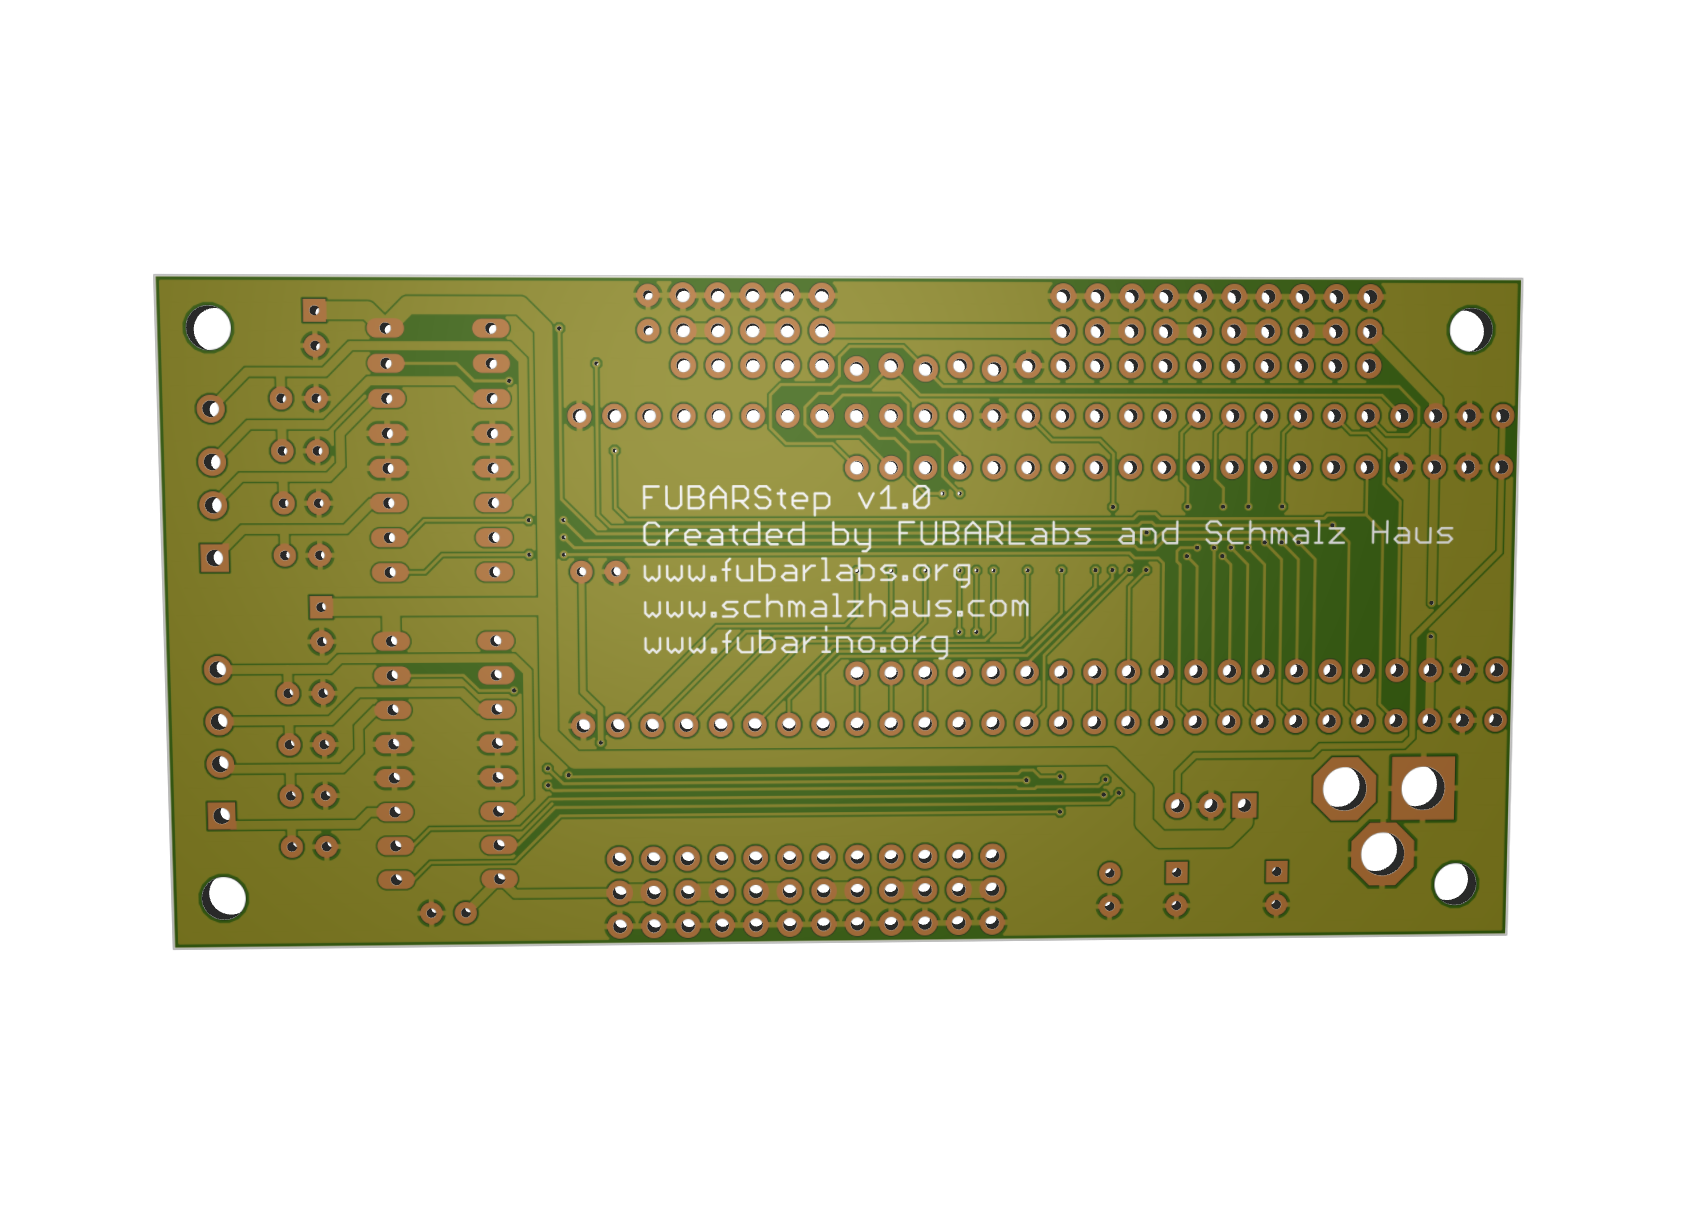 FUBARStep v1.0
Creatded by FUBARLabs and Schmalz Haus
www.fubarlabs.org
www.schmalzhaus.com
www.fubarino.org